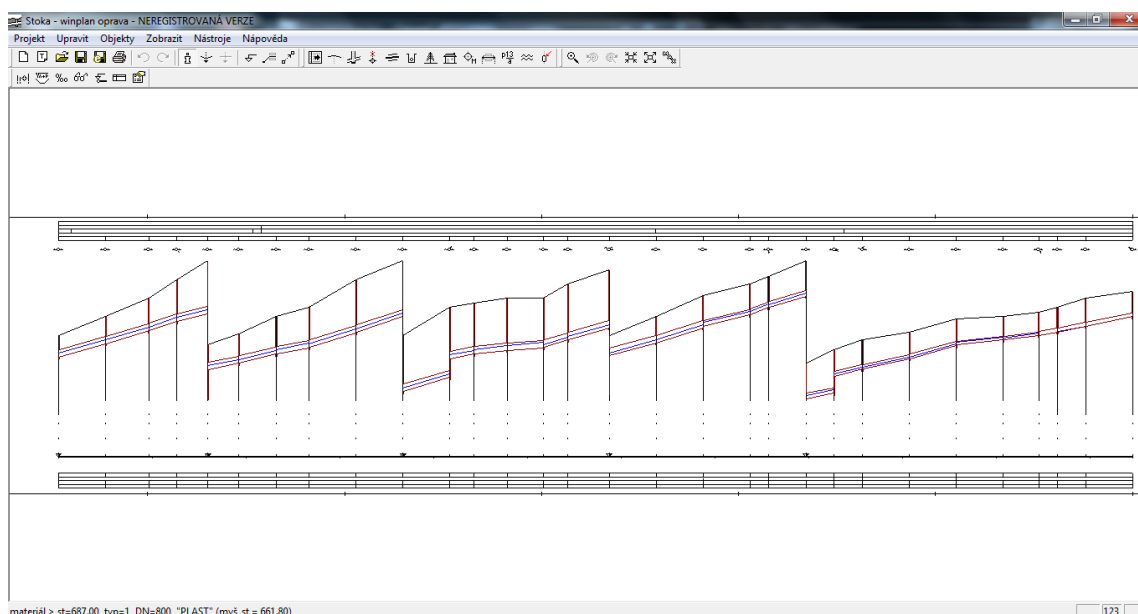 Stoka - winplan oprava - NEREGISTROVANÁ VERZE
Projekt Upravit Objekty Zobrazit Nástroje Nápověda
materiál > st=687.00, typ=1, DN=800, "PLAST" (myš. st.= 661.80)
123